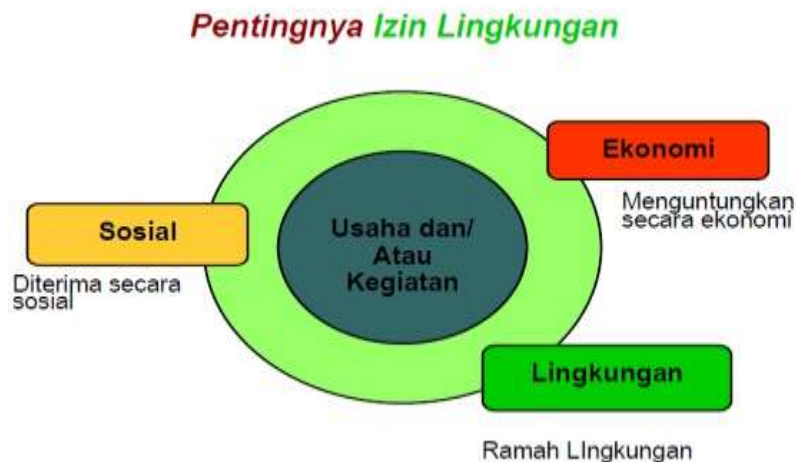 Pentingnya Izin Lingkungan
Ekonomi
Menguntungkan
secara ekonomi
Sosial
Diterima secara
sosial
Usaha dan/
Atau
Kegiatan
Lingkungan
Ramah LIngkungan